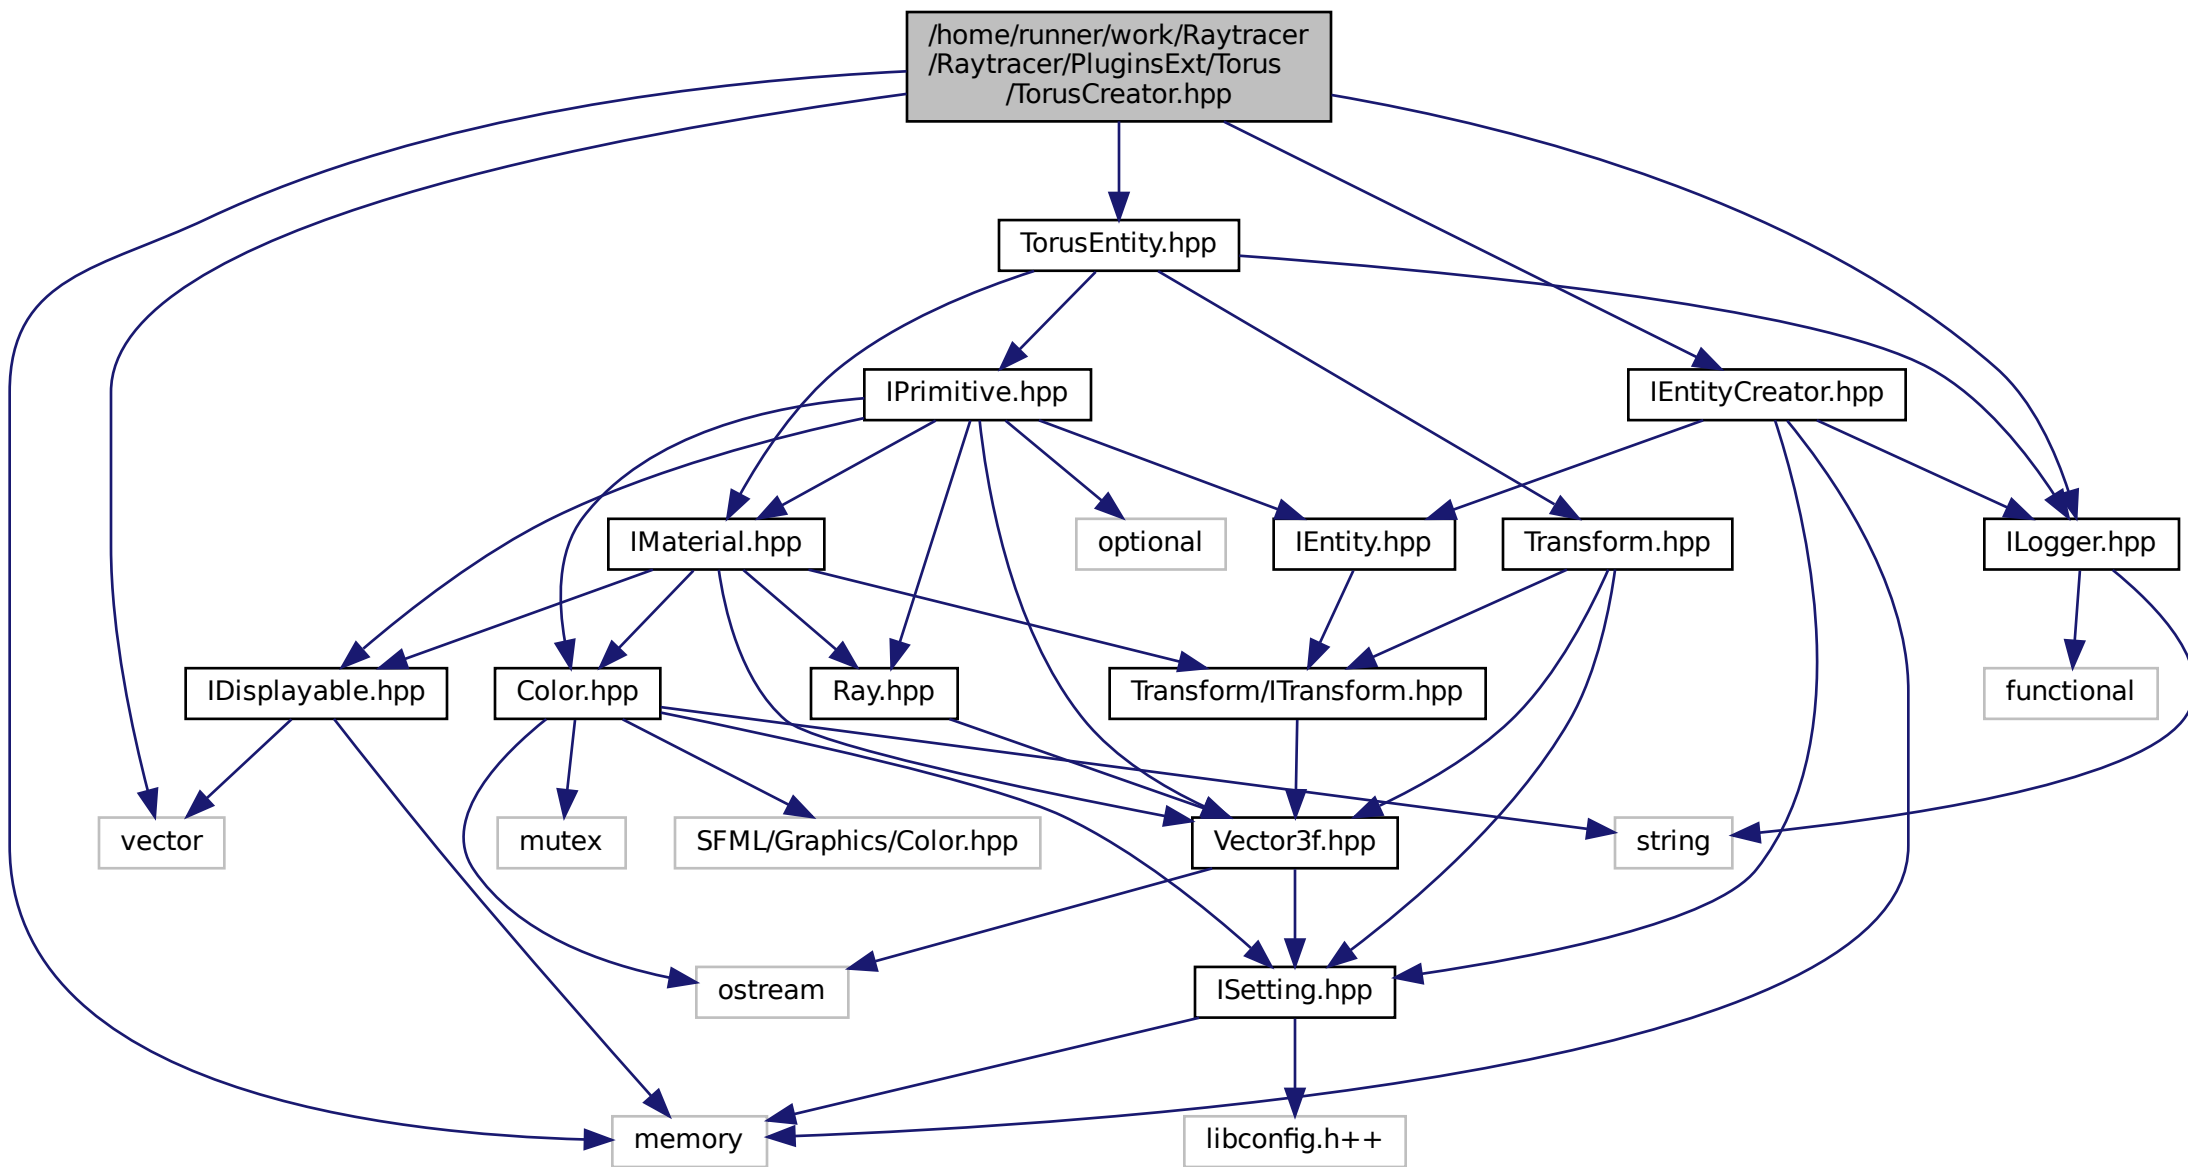 /home/runner/work/Raytracer
/Raytracer/PluginsExt/Torus
/TorusCreator.hpp
TorusEntity.hpp
IPrimitive.hpp
IEntityCreator.hpp
IMaterial.hpp
optional
IEntity.hpp
Transform.hpp
ILogger.hpp
IDisplayable.hpp
Color.hpp
Ray.hpp
Transform/ITransform.hpp
functional
vector
mutex
SFML/Graphics/Color.hpp
Vector3f.hpp
string
ostream
ISetting.hpp
memory
libconfig.h++